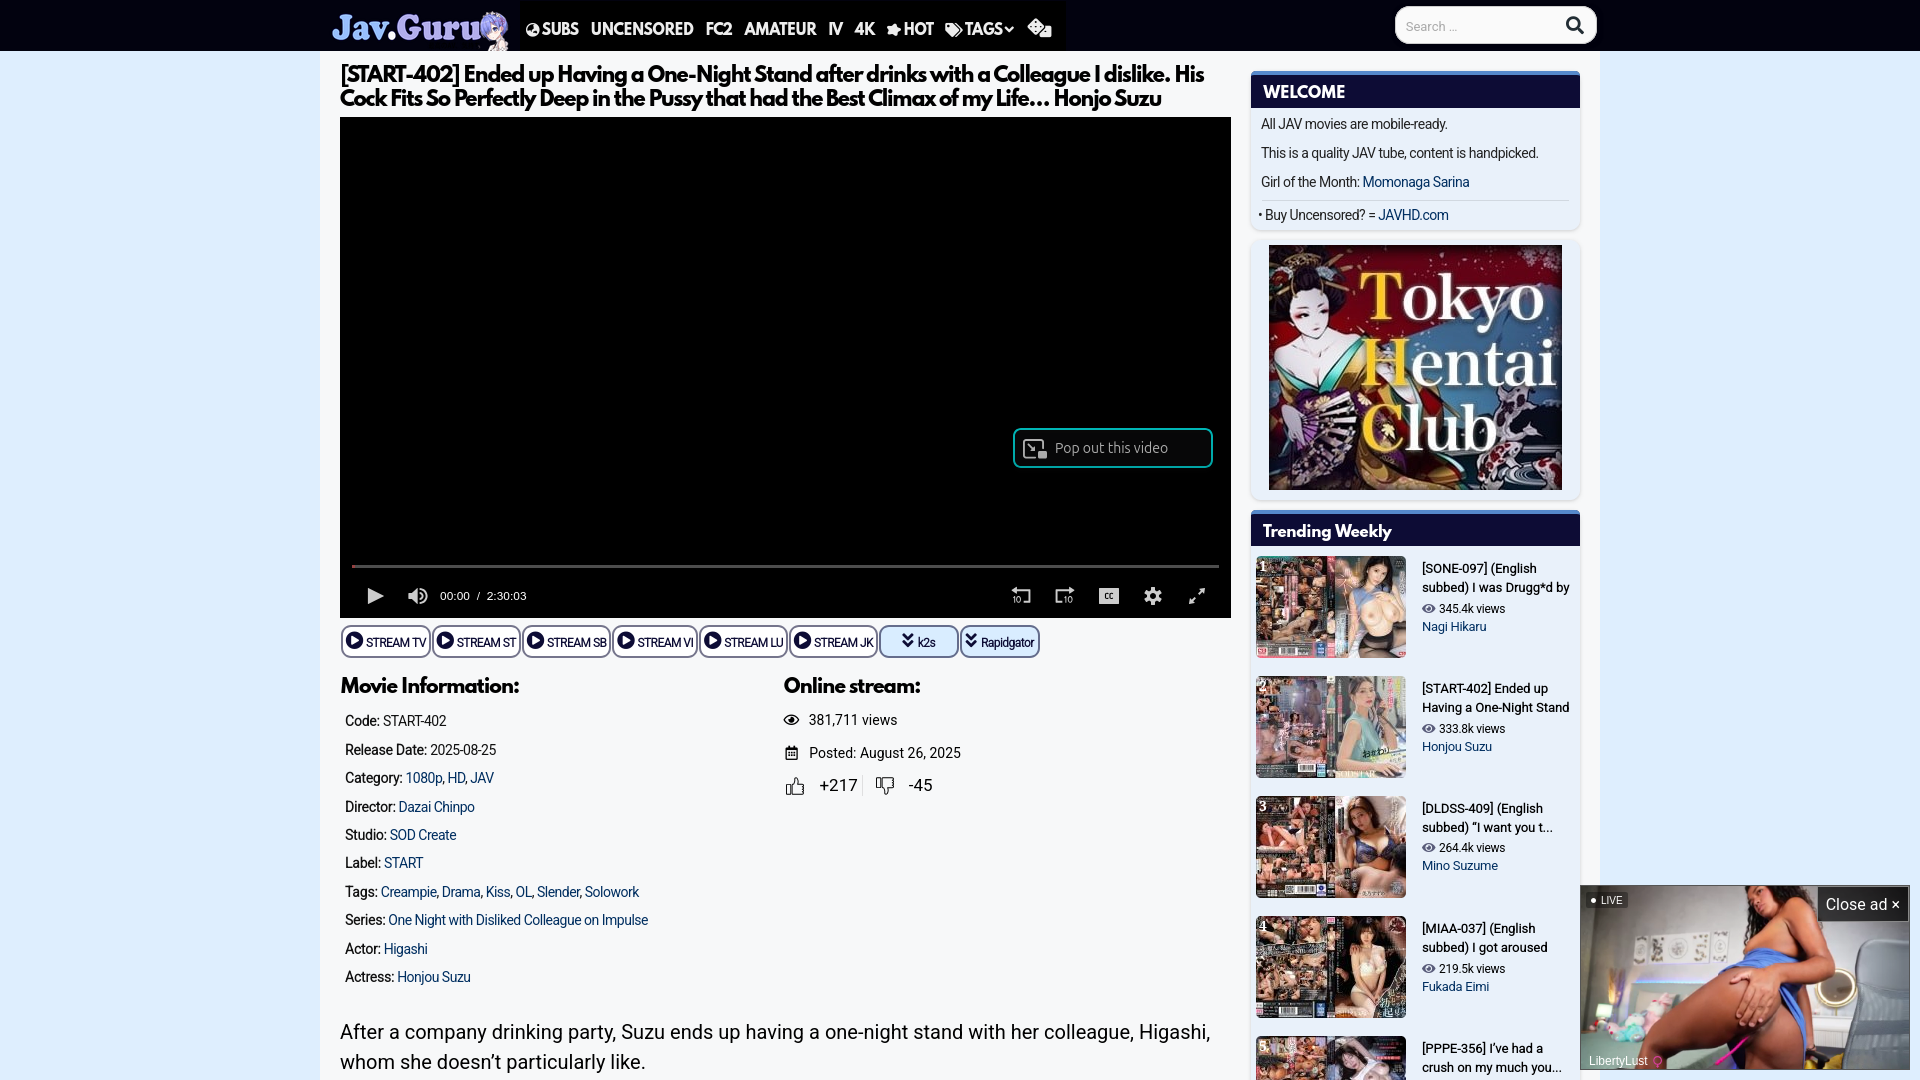 Jav.Guru
SUBS UNCENSORED FC2 AMATEUR IV 4K HOT TAGS
Search ...
[START-402] Ended up Having a One-Night Stand after drinks with a Colleague I dislike. His
Cock Fits So Perfectly Deep in the Pussy that had the Best Climax of my Life… Honjo Suzu
Pop out this video
00:00 / 2:30:03
10
10
CC
STREAM TV STREAM ST STREAM SB STREAM VI STREAM LU STREAM JK k2s Rapidgator
Movie Information:
Code: START-402
Release Date: 2025-08-25
Category: 1080p, HD, JAV
Director: Dazai Chinpo
Studio: SOD Create
Label: START
Tags: Creampie, Drama, Kiss, OL, Slender, Solowork
Series: One Night with Disliked Colleague on Impulse
Actor: Higashi
Actress: Honjou Suzu
Online stream:
381,711 views
Posted: August 26, 2025
+217 -45
After a company drinking party, Suzu ends up having a one-night stand with her colleague, Higashi,
whom she doesn’t particularly like.
WELCOME
All JAV movies are mobile-ready.
This is a quality JAV tube, content is handpicked.
Girl of the Month: Momonaga Sarina
• Buy Uncensored? = JAVHD.com
Tokyo
Hentai
Club
Trending Weekly
1
[SONE-097] (English
subbed) I was Drugg*d by
345.4k views
Nagi Hikaru
2
[START-402] Ended up
Having a One-Night Stand
333.8k views
Honjou Suzu
3
[DLDSS-409] (English
subbed) “I want you t...
264.4k views
Mino Suzume
4
[MIAA-037] (English
subbed) I got aroused
219.5k views
Fukada Eimi
5
[PPPE-356] I’ve had a
crush on my much you...
LIVE
Close ad ×
LibertyLust